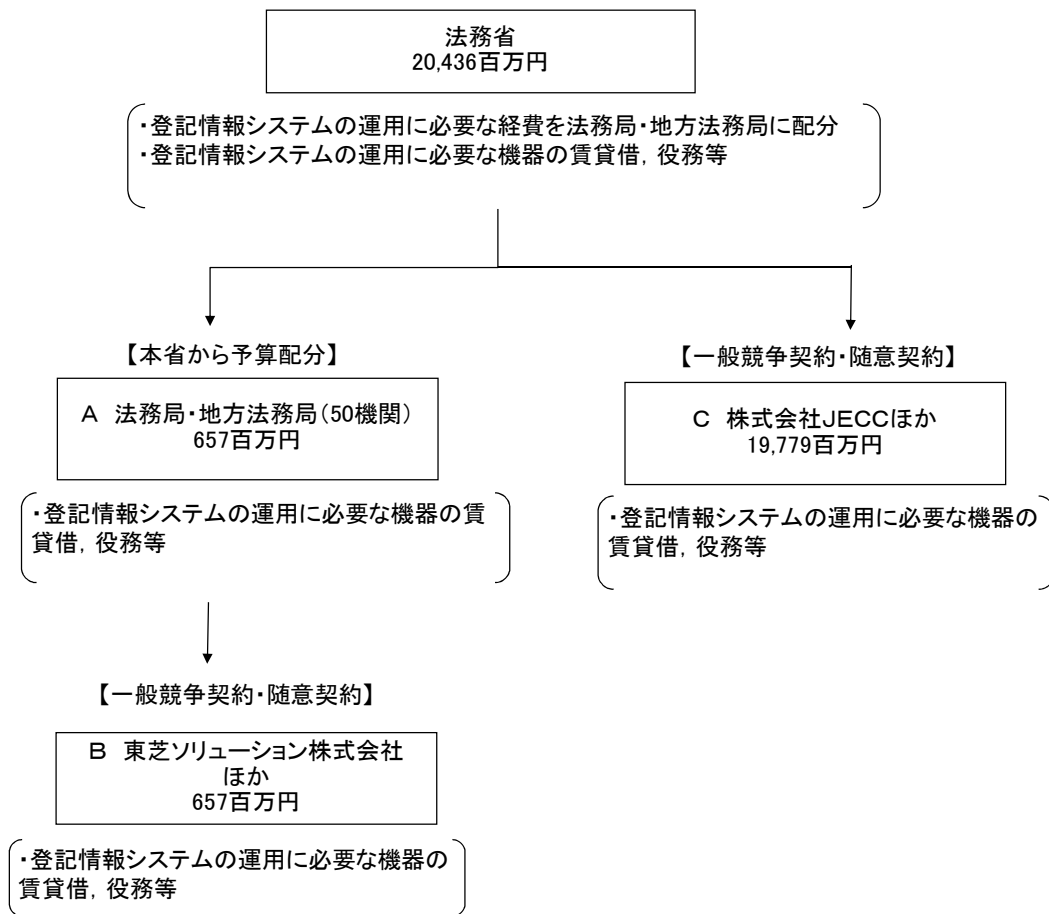 法務省
20,436百万円
・登記情報システムの運用に必要な経費を法務局・地方法務局に配分
・登記情報システムの運用に必要な機器の賃貸借，役務等
【本省から予算配分】
A　法務局・地方法務局（50機関）
657百万円
・登記情報システムの運用に必要な機器の賃
貸借，役務等
【一般競争契約・随意契約】
C　株式会社JECCほか
19,779百万円
・登記情報システムの運用に必要な機器の
賃貸借，役務等
【一般競争契約・随意契約】
B　東芝ソリューション株式会社
ほか
657百万円
・登記情報システムの運用に必要な機器の
賃貸借，役務等